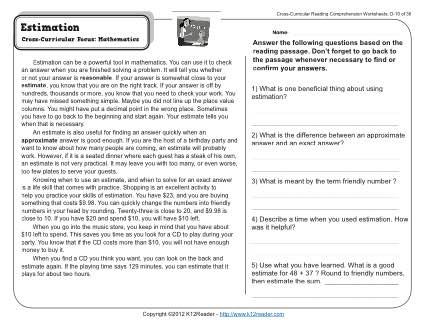 Cross-Curricular Reading Comprehension Worksheets: D-10 of 36
Estimation
Cross-Curricular Focus: Mathematics
Estimation can be a powerful tool in mathematics. You can use it to check
an answer when you are finished solving a problem. It will tell you whether
or not your answer is reasonable. If your answer is somewhat close to your
estimate, you know that you are on the right track. If your answer is off by
hundreds, thousands or more, you know that you need to check your work. You
may have missed something simple. Maybe you did not line up the place value
columns. You might have put a decimal point in the wrong place. Sometimes
you have to go back to the beginning and start again. Your estimate tells you
when that is necessary.
An estimate is also useful for finding an answer quickly when an
approximate answer is good enough. If you are the host of a birthday party and
want to know about how many people are coming, an estimate will probably
work. However, if it is a seated dinner where each guest has a steak of his own,
an estimate is not very practical. It may leave you with too many, or even worse,
too few plates to serve your guests.
Knowing when to use an estimate, and when to solve for an exact answer
is a life skill that comes with practice. Shopping is an excellent activity to
help you practice your skills of estimation. You have $23, and you are buying
something that costs $9.98. You can quickly change the numbers into friendly
numbers in your head by rounding. Twenty-three is close to 20, and $9.98 is
close to 10. If you have $20 and spend $10, you will have $10 left.
When you go into the music store, you keep in mind that you have about
$10 left to spend. This saves you time as you look for a CD to play during your
party. You know that if the CD costs more than $10, you will not have enough
money to buy it.
When you find a CD you think you want, you can look on the back and
estimate again. If the playing time says 129 minutes, you can estimate that it
plays for about two hours.
Name
Answer the following questions based on the
reading passage. Don't forget to go back to
the passage whenever necessary to find or
confirm your answers.
1) What is one beneficial thing about using
estimation?
2) What is the difference between an approximate
answer and an exact answer?
3) What is meant by the term friendly number ?
4) Describe a time when you used estimation. How
was it helpful?
5) Use what you have learned. What is a good
estimate for 48 + 37 ? Round to friendly numbers,
then estimate the sum.
Copyright ©2012 K12Reader - http://www.k12reader.com